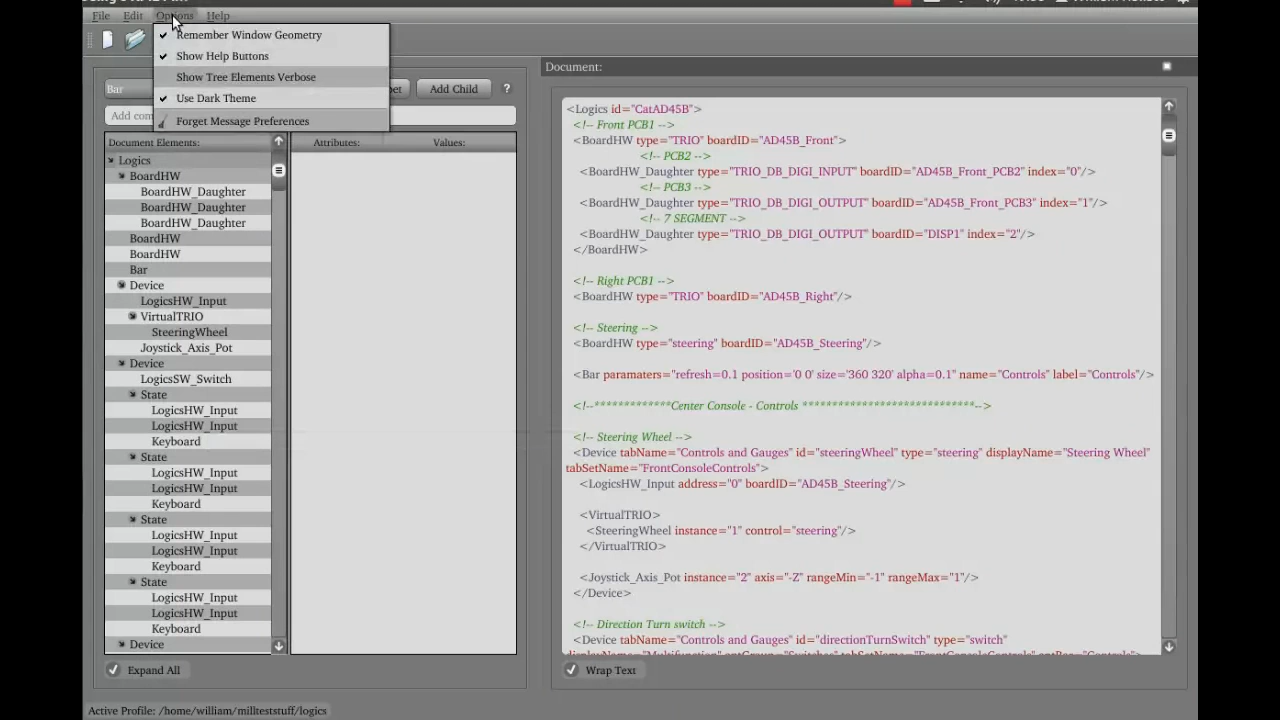 File Edit Options Help
Remember Window Geometry
Show Help Buttons
Show Tree Elements Verbose
Use Dark Theme
Forget Message Preferences
Bar
Add Child
?
Document Elements:
Attributes:
Values:
Logics
BoardHW
BoardHW_Daughter
BoardHW_Daughter
BoardHW_Daughter
BoardHW
BoardHW
Bar
Device
LogicsHW_Input
VirtualTRIO
SteeringWheel
Joystick_Axis_Pot
Device
LogicsSW_Switch
State
LogicsHW_Input
LogicsHW_Input
Keyboard
State
LogicsHW_Input
LogicsHW_Input
Keyboard
State
LogicsHW_Input
LogicsHW_Input
Keyboard
State
LogicsHW_Input
LogicsHW_Input
Keyboard
Device
Expand All
Document:
<Logics id="CatAD45B">
<!-- Front PCB1 -->
<BoardHW type="TRIO" boardID="AD45B_Front">
<!-- PCB2 -->
<BoardHW_Daughter type="TRIO_DB_DIGI_INPUT" boardID="AD45B_Front_PCB2" index="0"/>
<!-- PCB3 -->
<BoardHW_Daughter type="TRIO_DB_DIGI_OUTPUT" boardID="AD45B_Front_PCB3" index="1"/>
<!-- 7 SEGMENT -->
<BoardHW_Daughter type="TRIO_DB_DIGI_OUTPUT" boardID="DISP1" index="2"/>
</BoardHW>
<!-- Right PCB1 -->
<BoardHW type="TRIO" boardID="AD45B_Right"/>
<!-- Steering -->
<BoardHW type="steering" boardID="AD45B_Steering"/>
<Bar paramaters="refresh=0.1 position='0 0' size='360 320' alpha=0.1" name="Controls" label="Controls"/>
<!--*************Center Console - Controls ****************************-->
<!-- Steering Wheel -->
<Device tabName="Controls and Gauges" id="steeringWheel" type="steering" displayName="Steering Wheel"
tabSetName="FrontConsoleControls">
<LogicsHW_Input address="0" boardID="AD45B_Steering"/>
<VirtualTRIO>
<SteeringWheel instance="1" control="steering"/>
</VirtualTRIO>
<Joystick_Axis_Pot instance="2" axis="-Z" rangeMin="-1" rangeMax="1"/>
</Device>
<!-- Direction Turn switch -->
<Device tabName="Controls and Gauges" id="directionTurnSwitch" type="switch"
Wrap Text
Active Profile: /home/william/millteststuff/logics